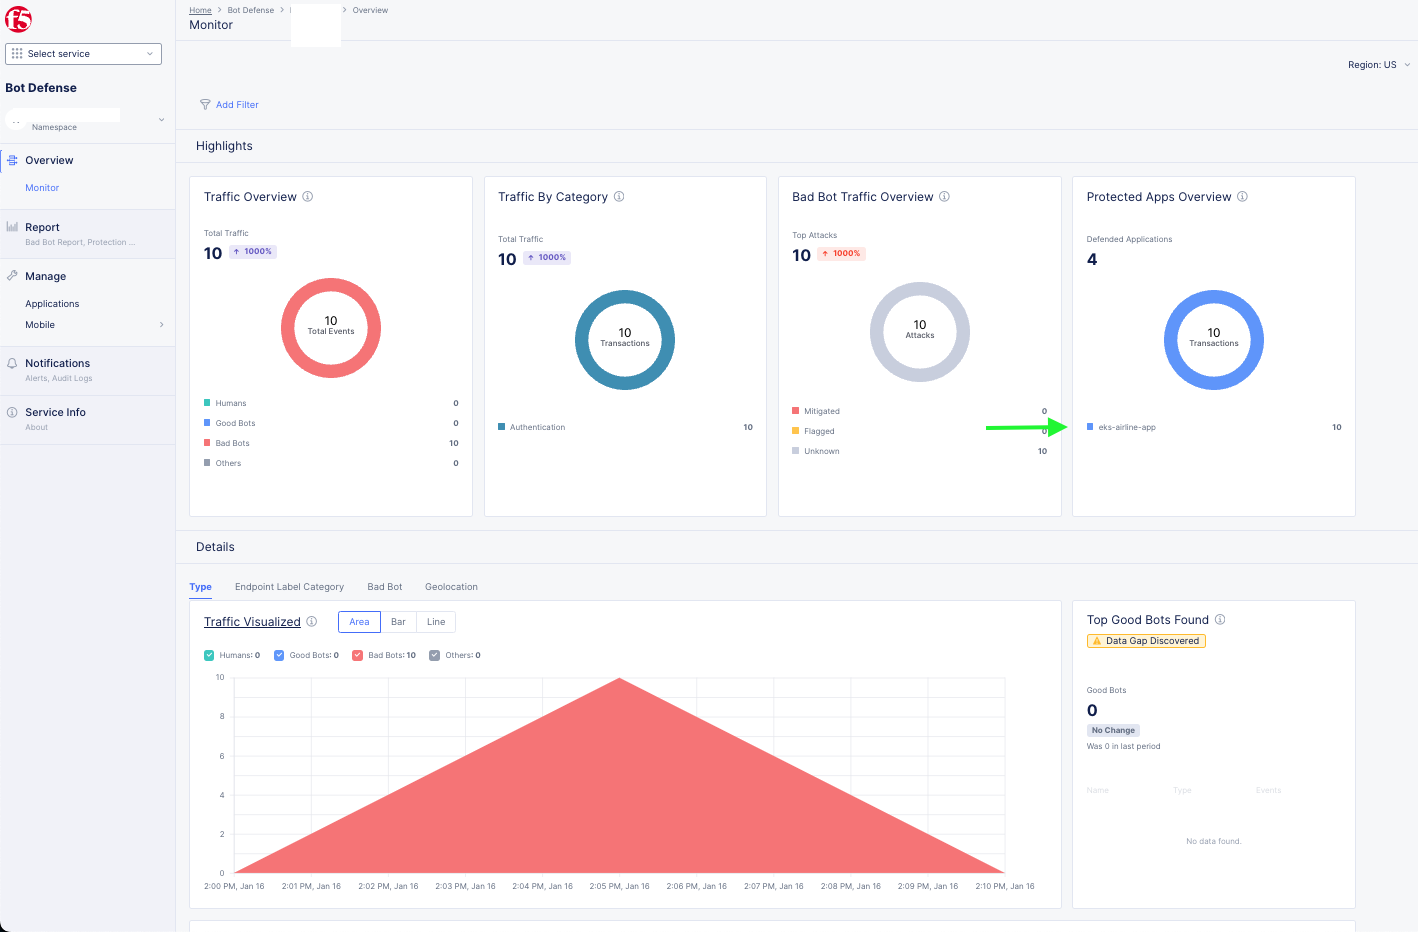 f5
Home > Bot Defense > > Overview
Monitor
Select service
Bot Defense
Namespace
Overview
Monitor
Report
Bad Bot Report, Protection ...
Manage
Applications
Mobile
Notifications
Alerts, Audit Logs
Service Info
About
Region: US
Add Filter
Highlights
Traffic Overview
Total Traffic
10 ↑ 1000%
10
Total Events
Humans 0
Good Bots 0
Bad Bots 10
Others 0
Traffic By Category
Total Traffic
10 ↑ 1000%
10
Transactions
Authentication 10
Bad Bot Traffic Overview
Top Attacks
10 ↑ 1000%
10
Attacks
Mitigated 0
Flagged 0
Unknown 10
Protected Apps Overview
Defended Applications
4
10
Transactions
eks-airline-app 10
Details
Type Endpoint Label Category Bad Bot Geolocation
Traffic Visualized Area Bar Line
Humans: 0 Good Bots: 0 Bad Bots: 10 Others: 0
10
8
6
4
2
0
2:00 PM, Jan 16 2:01 PM, Jan 16 2:02 PM, Jan 16 2:03 PM, Jan 16 2:04 PM, Jan 16 2:05 PM, Jan 16 2:06 PM, Jan 16 2:07 PM, Jan 16 2:08 PM, Jan 16 2:09 PM, Jan 16 2:10 PM, Jan 16
Top Good Bots Found
Data Gap Discovered
Good Bots
0
No Change
Was 0 in last period
Name Type Events
No data found.